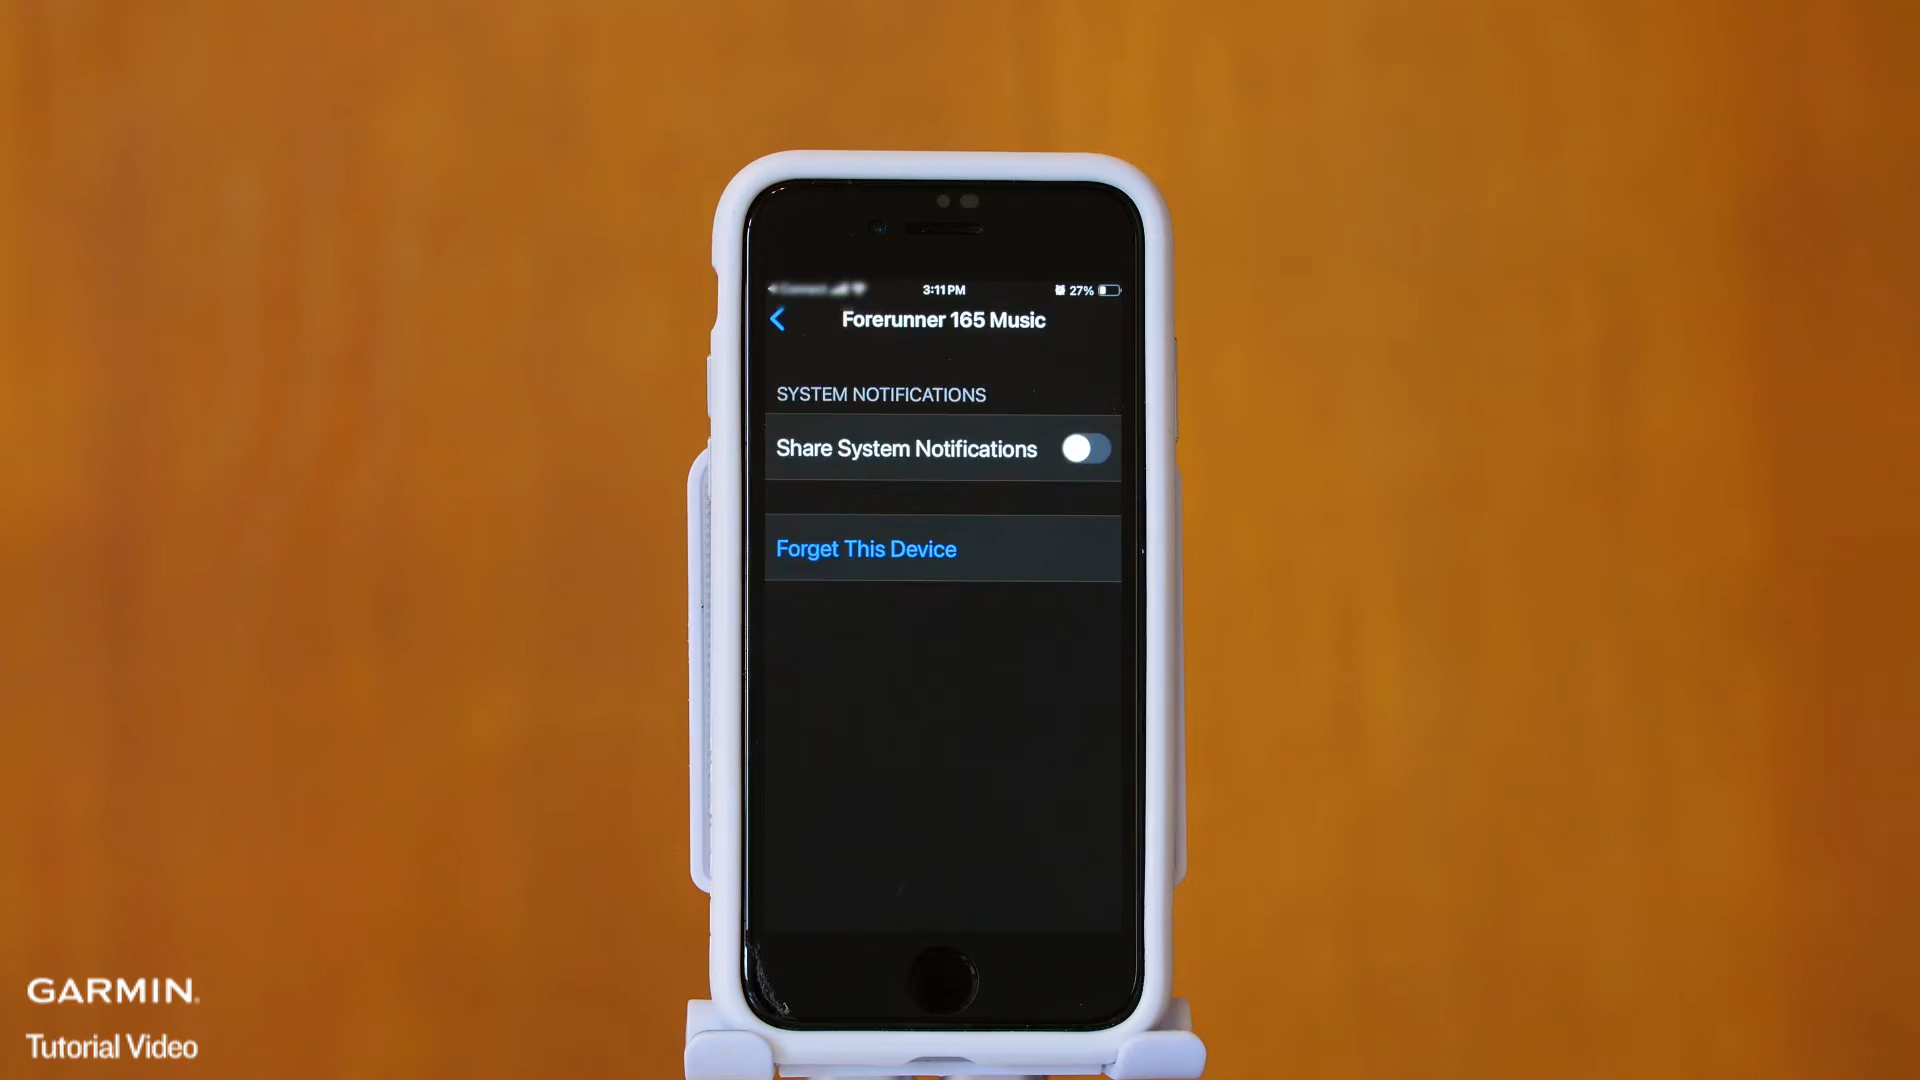 3:11 PM
27%
Forerunner 165 Music
SYSTEM NOTIFICATIONS
Share System Notifications
Forget This Device
GARMIN.
Tutorial Video